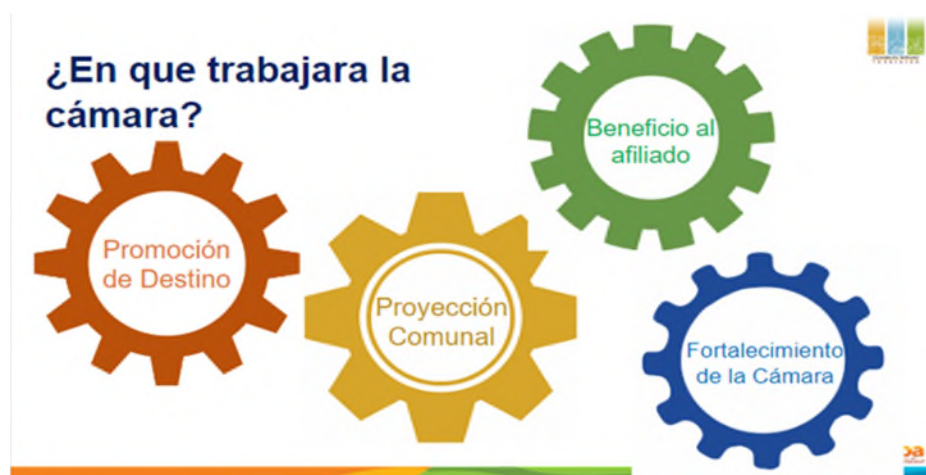 ¿En que trabajara la
cámara?
Beneficio al
afiliado
Promoción
de Destino
Proyección
Comunal
Fortalecimiento
de la Cámara